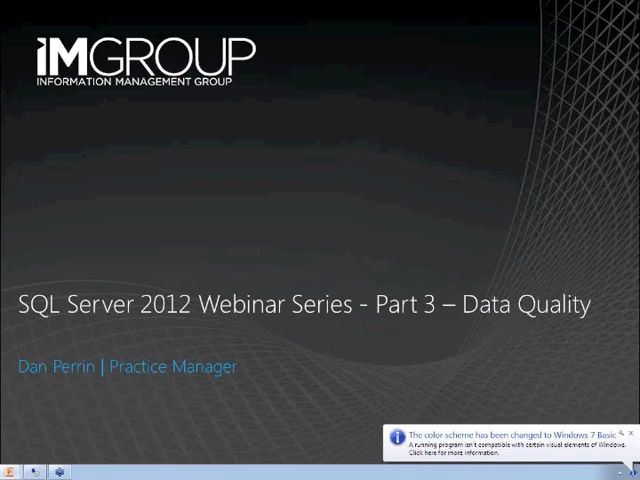 iMGROUP
INFORMATION MANAGEMENT GROUP
SQL Server 2012 Webinar Series - Part 3 – Data Quality
Dan Perrin | Practice Manager
The color scheme has been changed to Windows 7 Basic
A running program isn't compatible with certain visual elements of Windows.
Click here for more information.